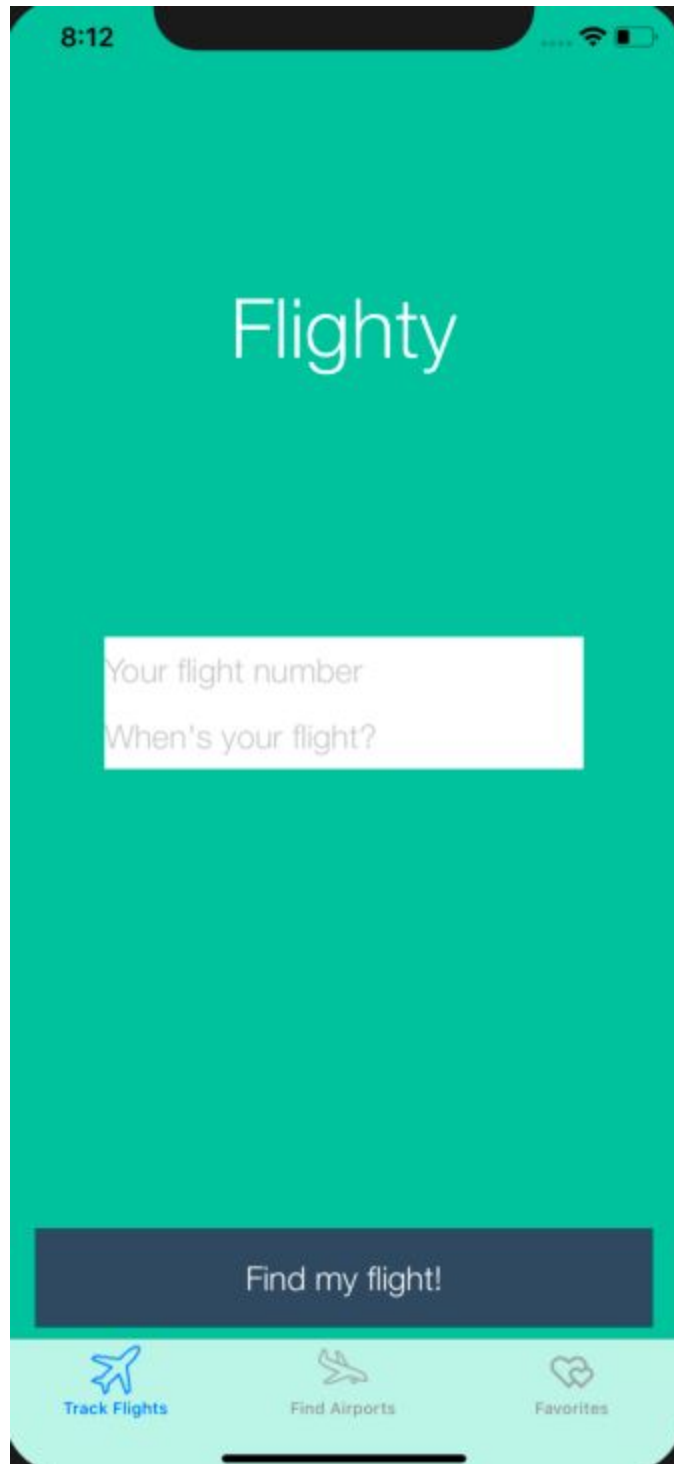 8:12
Flighty
Your flight number
When's your flight?
Find my flight!
Track Flights
Find Airports
Favorites